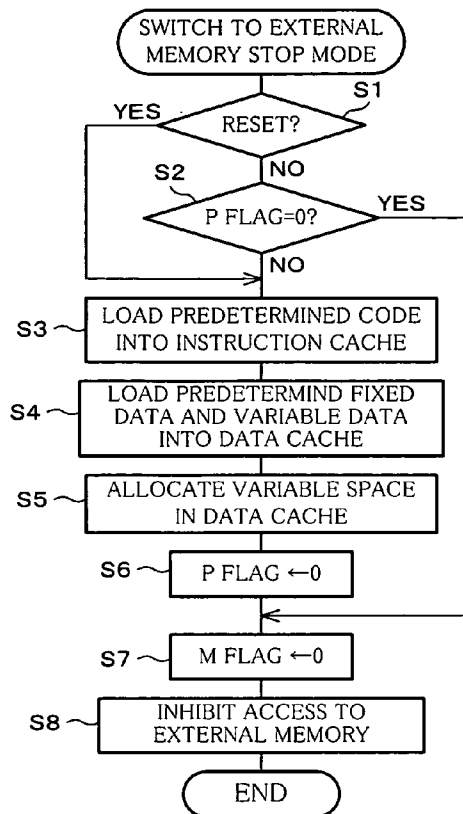 SWITCH TO EXTERNAL
MEMORY STOP MODE
S1
YES
RESET?
NO
S2
YES
P FLAG=0?
NO
S3
LOAD PREDETERMINED CODE
INTO INSTRUCTION CACHE
S4
LOAD PREDETERMIND FIXED
DATA AND VARIABLE DATA
INTO DATA CACHE
S5
ALLOCATE VARIABLE SPACE
IN DATA CACHE
S6
P FLAG ←0
S7
M FLAG ←0
S8
INHIBIT ACCESS TO
EXTERNAL MEMORY
END